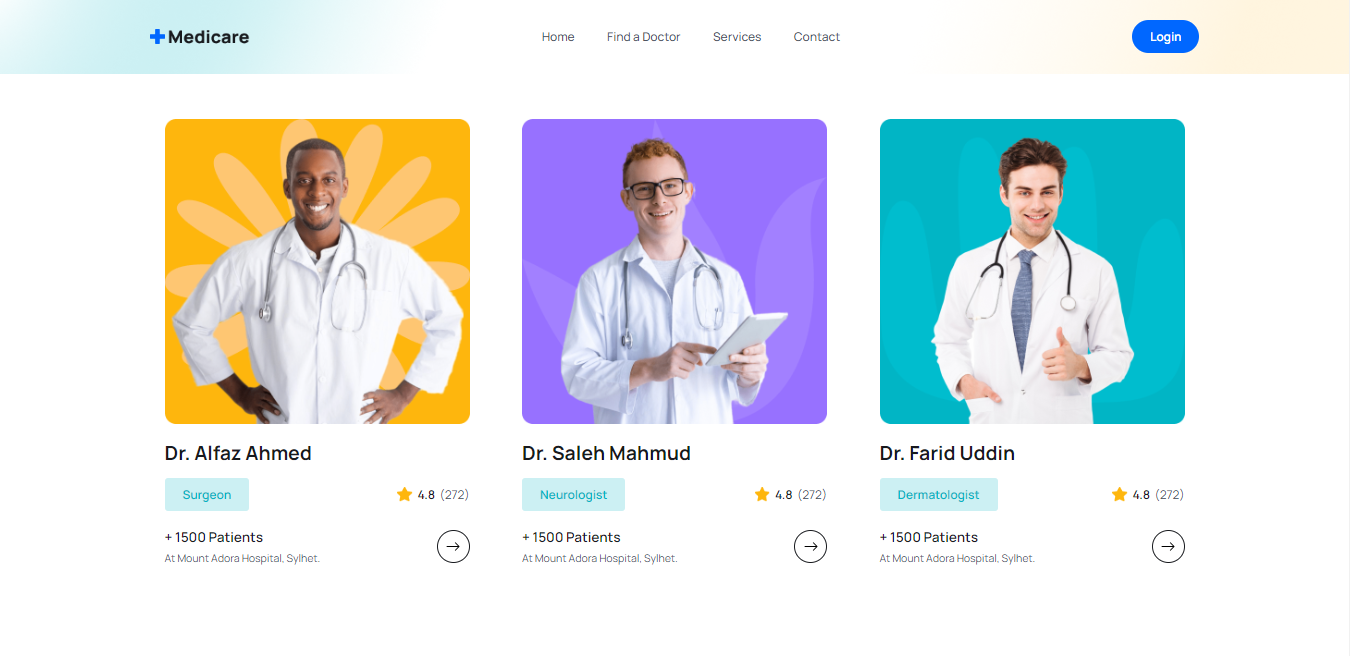 Medicare
Home Find a Doctor Services Contact
Login
Dr. Alfaz Ahmed
Surgeon 4.8 (272)
+ 1500 Patients
At Mount Adora Hospital, Sylhet.
Dr. Saleh Mahmud
Neurologist 4.8 (272)
+ 1500 Patients
At Mount Adora Hospital, Sylhet.
Dr. Farid Uddin
Dermatologist 4.8 (272)
+ 1500 Patients
At Mount Adora Hospital, Sylhet.